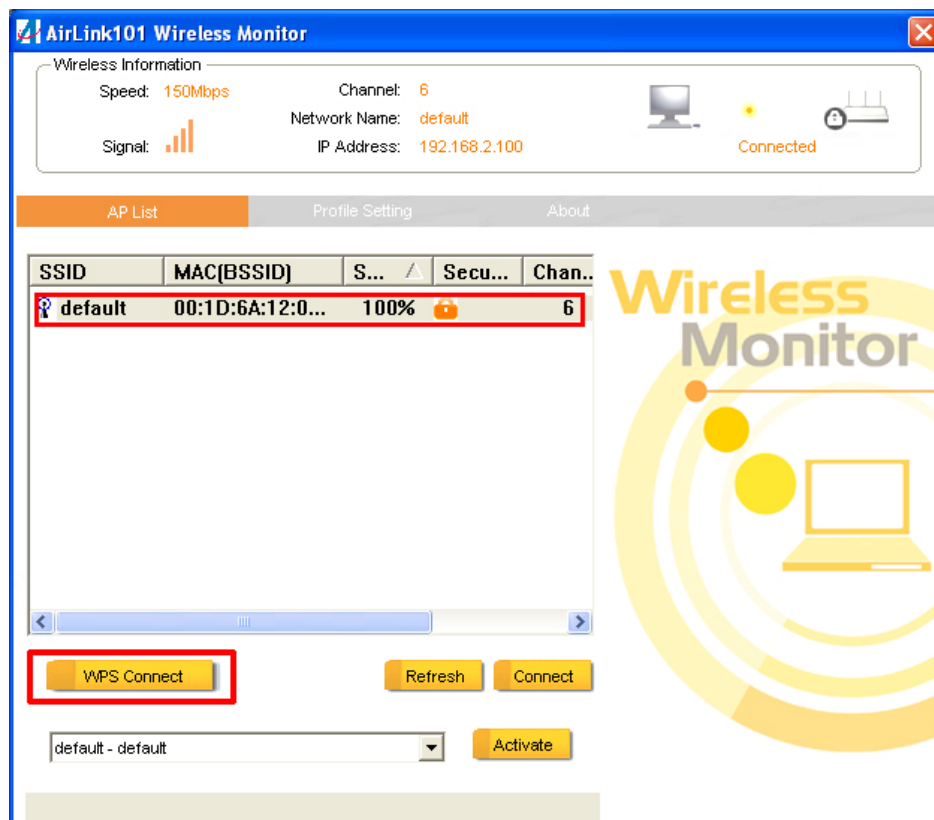 AirLink101 Wireless Monitor
Wireless Information
Speed: 150Mbps
Channel: 6
Network Name: default
Signal:
IP Address: 192.168.2.100
Connected
AP List Profile Setting About
SSID MAC(BSSID) S... Secu... Chan..
default 00:1D:6A:12:0... 100% 6
Wireless
Monitor
WPS Connect Refresh Connect
default - default Activate